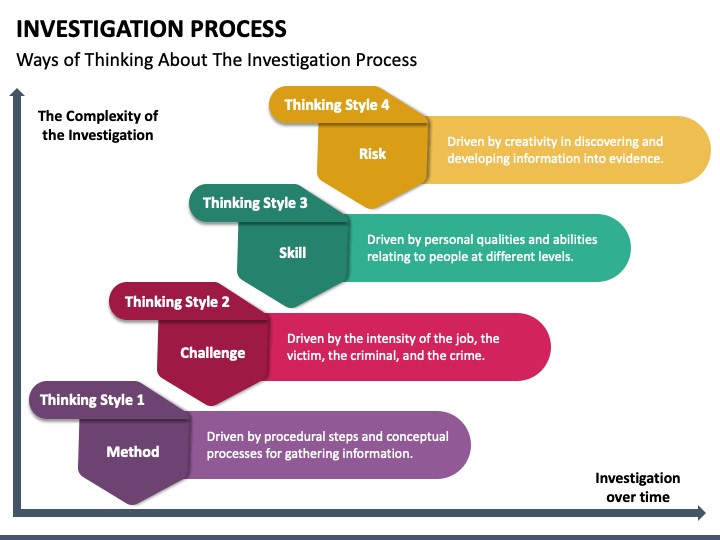 INVESTIGATION PROCESS
Ways of Thinking About The Investigation Process
The Complexity of
the Investigation
Thinking Style 4
Risk
Driven by creativity in discovering and
developing information into evidence.
Thinking Style 3
Skill
Driven by personal qualities and abilities
relating to people at different levels.
Thinking Style 2
Challenge
Driven by the intensity of the job, the
victim, the criminal, and the crime.
Thinking Style 1
Method
Driven by procedural steps and conceptual
processes for gathering information.
Investigation
over time